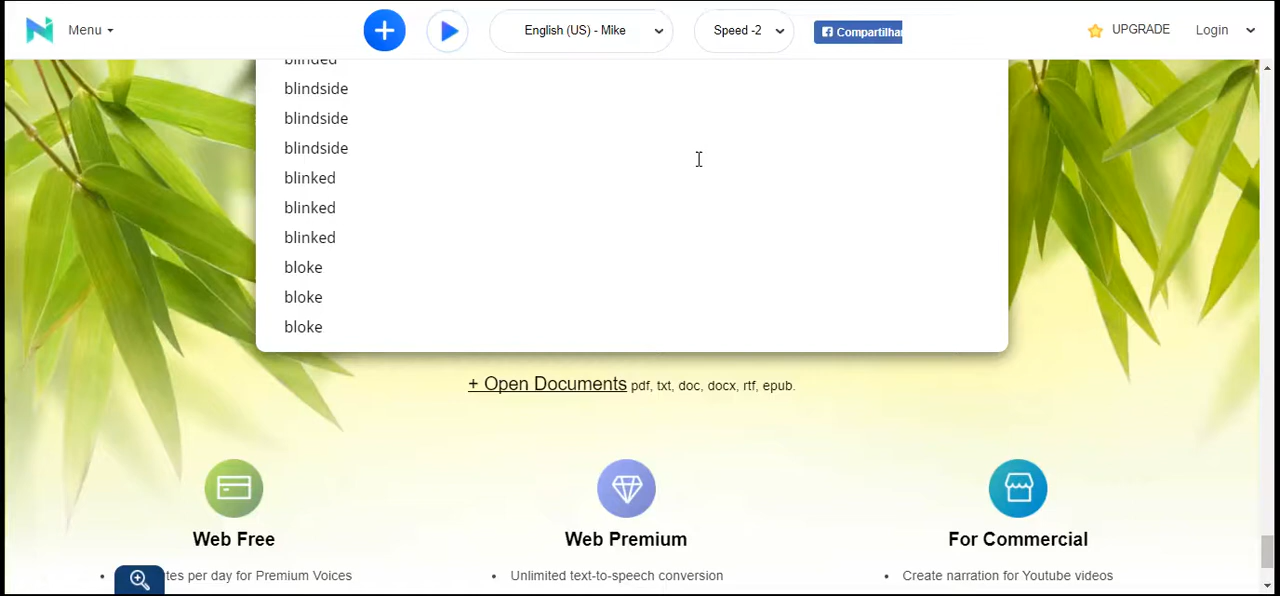 Menu
English (US) - Mike
Speed -2
Compartilhar
UPGRADE
Login
blinded
blindside
blindside
blindside
blinked
blinked
blinked
bloke
bloke
bloke
+ Open Documents pdf, txt, doc, docx, rtf, epub.
Web Free
Web Premium
For Commercial
per day for Premium Voices
Unlimited text-to-speech conversion
Create narration for Youtube videos